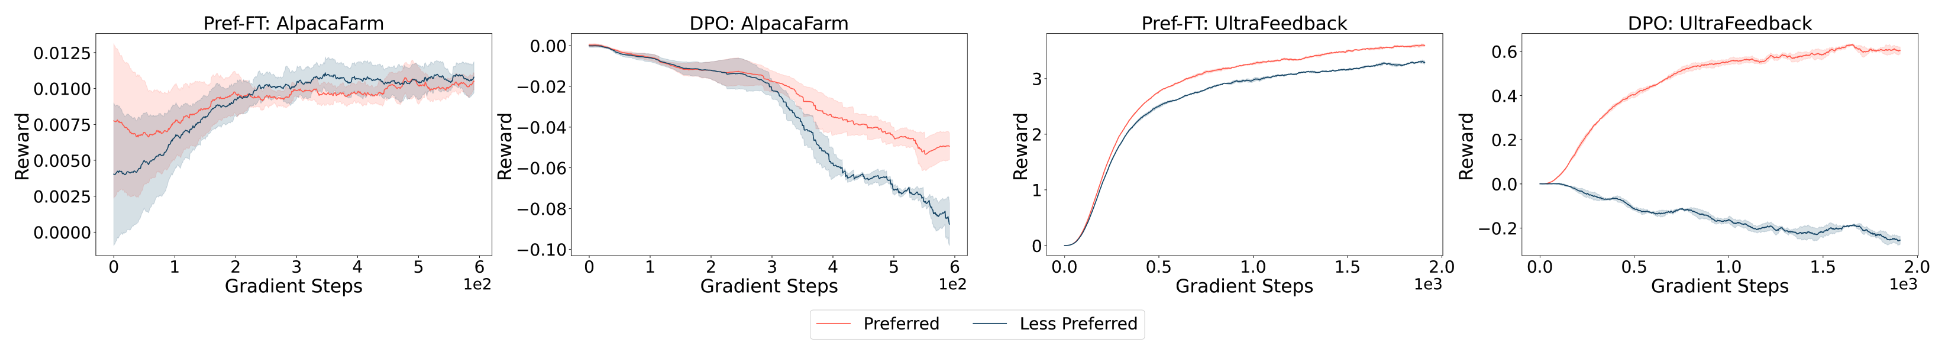 Pref-FT: AlpacaFarm
0.0125
0.0100
0.0075
0.0050
0.0025
0.0000
Reward
0 1 2 3 4 5 6
Gradient Steps
1e2
DPO: AlpacaFarm
0.00
−0.02
−0.04
−0.06
−0.08
−0.10
Reward
0 1 2 3 4 5 6
Gradient Steps
1e2
Pref-FT: UltraFeedback
3
2
1
0
Reward
0.0 0.5 1.0 1.5 2.0
Gradient Steps
1e3
DPO: UltraFeedback
0.6
0.4
0.2
0.0
−0.2
Reward
0.0 0.5 1.0 1.5 2.0
Gradient Steps
1e3
Preferred Less Preferred